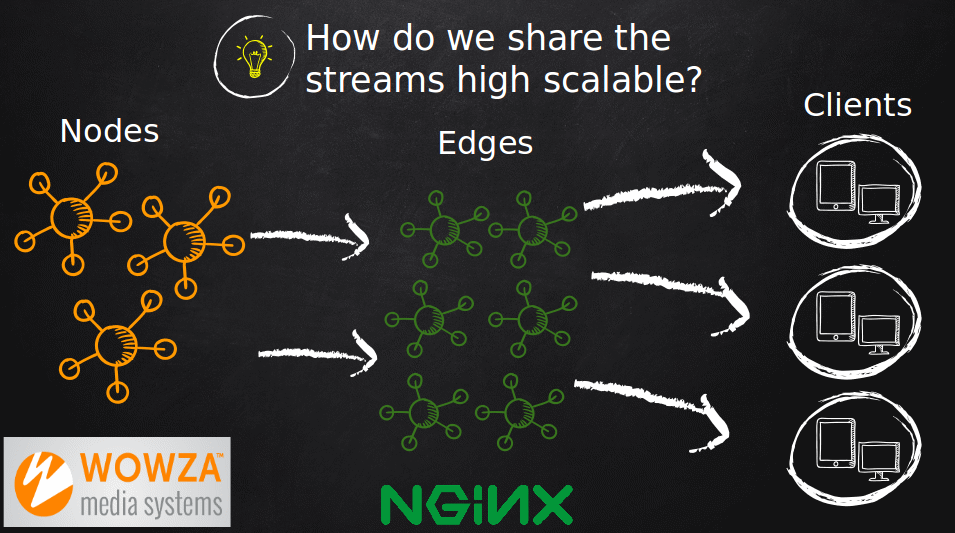 How do we share the
streams high scalable?
Clients
Nodes
Edges
WOWZA™
media systems
NGiNX